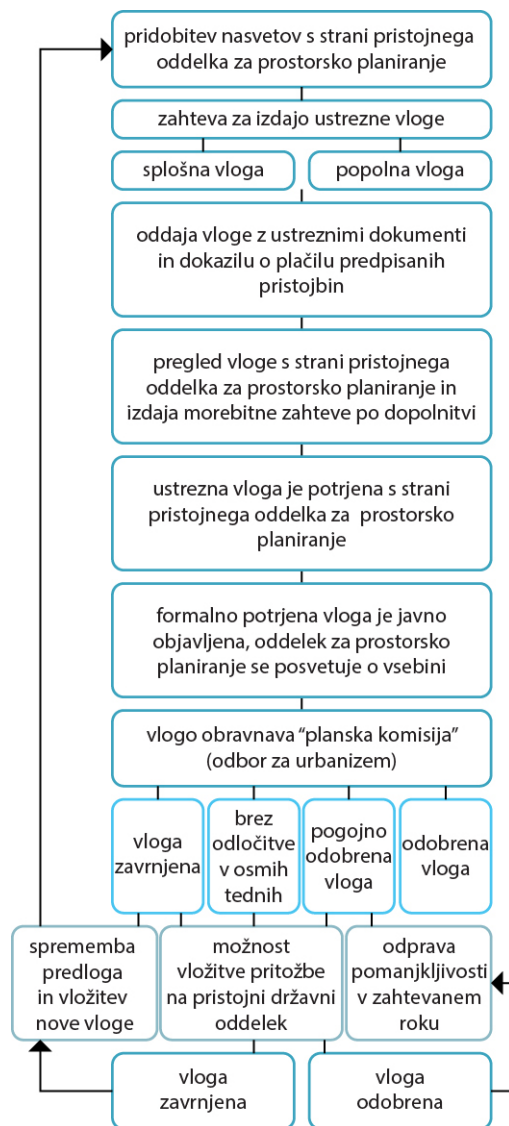 pridobitev nasvetov s strani pristojnega
oddelka za prostorsko planiranje
zahteva za izdajo ustrezne vloge
splošna vloga
popolna vloga
oddaja vloge z ustreznimi dokumenti
in dokazilu o plačilu predpisanih
pristojbin
pregled vloge s strani pristojnega
oddelka za prostorsko planiranje in
izdaja morebitne zahteve po dopolnitvi
ustrezna vloga je potrjena s strani
pristojnega oddelka za prostorsko
planiranje
formalno potrjena vloga je javno
objavljena, oddelek za prostorsko
planiranje se posvetuje o vsebini
vlogo obravnava “planska komisija”
(odbor za urbanizem)
vloga
zavrnjena
brez
odločitve
v osmih
tednih
pogojno
odobrena
vloga
odobrena
vloga
sprememba
predloga
in vložitev
nove vloge
možnost
vložitve pritožbe
na pristojni državni
oddelek
odprava
pomanjkljivosti
v zahtevanem
roku
vloga
zavrnjena
vloga
odobrena